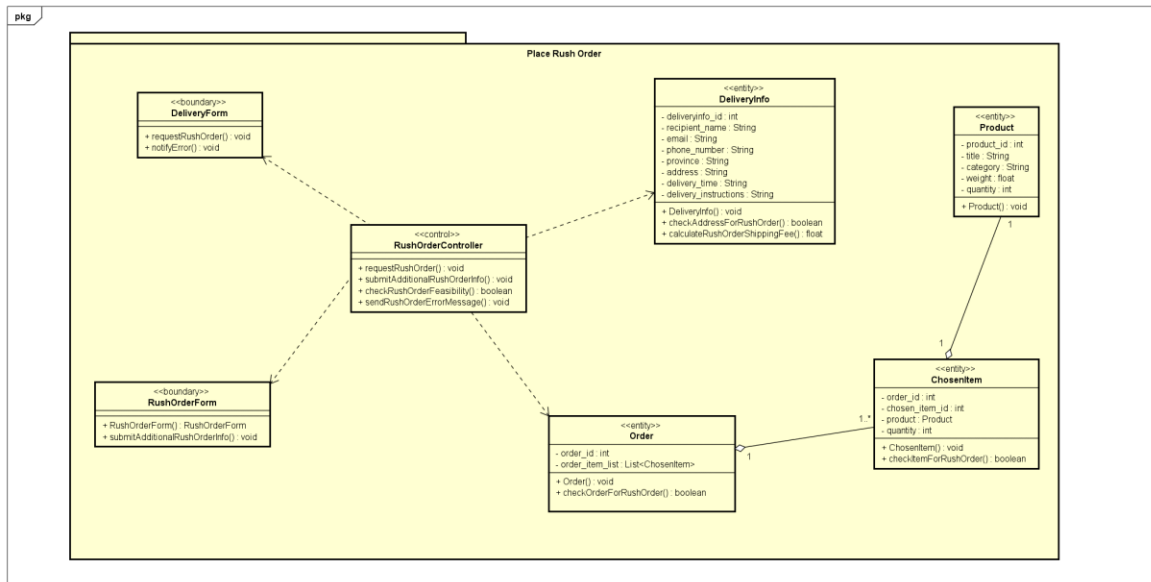 pkg
Place Rush Order
<<boundary>>
DeliveryForm
+ requestRushOrder() : void
+ notifyError() : void
<<entity>>
DeliveryInfo
- deliveryinfo_id : int
- recipient_name : String
- email : String
- phone_number : String
- province : String
- address : String
- delivery_time : String
- delivery_instructions : String
+ DeliveryInfo() : void
+ checkAddressForRushOrder() : boolean
+ calculateRushOrderShippingFee() : float
<<entity>>
Product
- product_id : int
- title : String
- category : String
- weight : float
- quantity : int
+ Product() : void
1
<<control>>
RushOrderController
+ requestRushOrder() : void
+ submitAdditionalRushOrderInfo() : void
+ checkRushOrderFeasibility() : boolean
+ sendRushOrderErrorMessage() : void
1
<<entity>>
ChosenItem
- order_id : int
- chosen_item_id : int
- product : Product
- quantity : int
+ ChosenItem() : void
+ checkItemForRushOrder() : boolean
<<boundary>>
RushOrderForm
+ RushOrderForm() : RushOrderForm
+ submitAdditionalRushOrderInfo() : void
1..*
<<entity>>
Order
- order_id : int
- order_item_list : List<ChosenItem>
+ Order() : void
+ checkOrderForRushOrder() : boolean
1